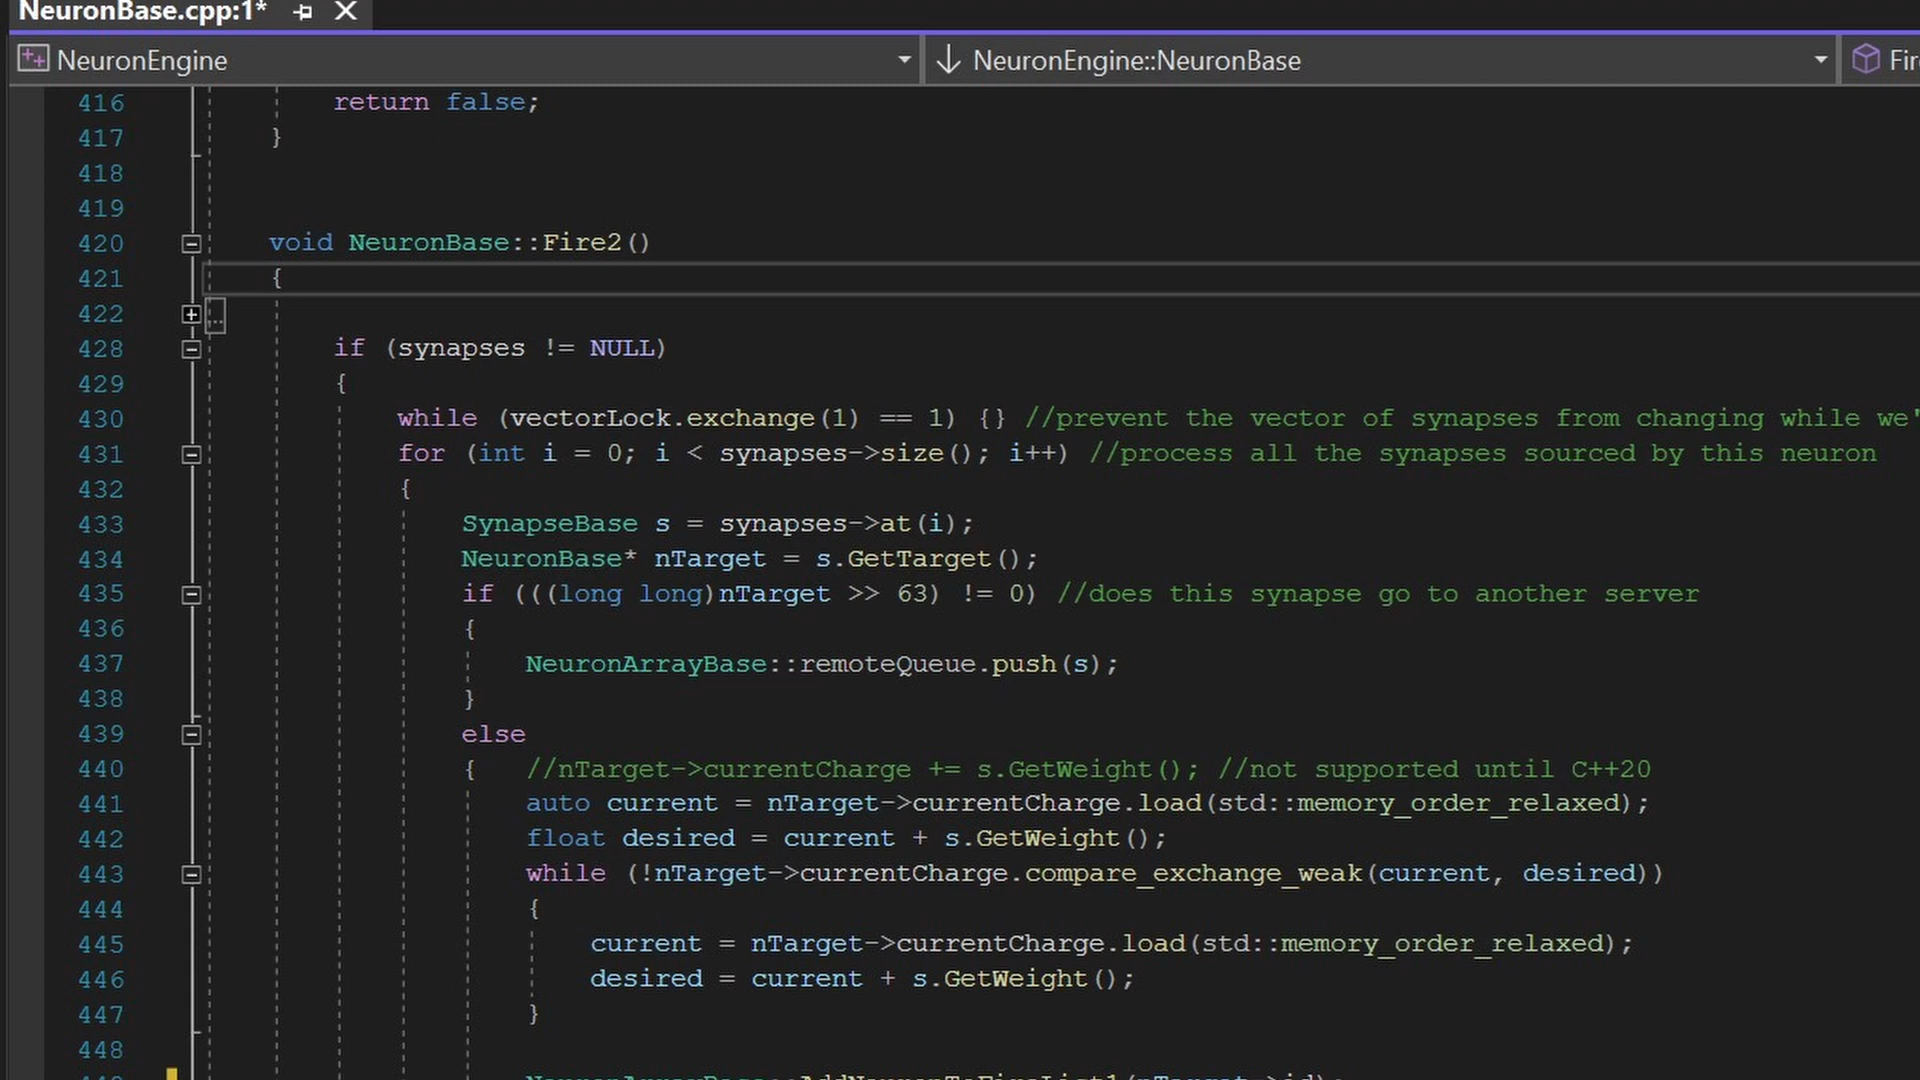 NeuronBase.cpp:1*
NeuronEngine NeuronEngine::NeuronBase
416 return false;
417 }
418
419
420 void NeuronBase::Fire2()
421 {
422 ...
428 if (synapses != NULL)
429 {
430 while (vectorLock.exchange(1) == 1) {} //prevent the vector of synapses from changing while we'
431 for (int i = 0; i < synapses->size(); i++) //process all the synapses sourced by this neuron
432 {
433 SynapseBase s = synapses->at(i);
434 NeuronBase* nTarget = s.GetTarget();
435 if (((long long)nTarget >> 63) != 0) //does this synapse go to another server
436 {
437 NeuronArrayBase::remoteQueue.push(s);
438 }
439 else
440 { //nTarget->currentCharge += s.GetWeight(); //not supported until C++20
441 auto current = nTarget->currentCharge.load(std::memory_order_relaxed);
442 float desired = current + s.GetWeight();
443 while (!nTarget->currentCharge.compare_exchange_weak(current, desired))
444 {
445 current = nTarget->currentCharge.load(std::memory_order_relaxed);
446 desired = current + s.GetWeight();
447 }
448